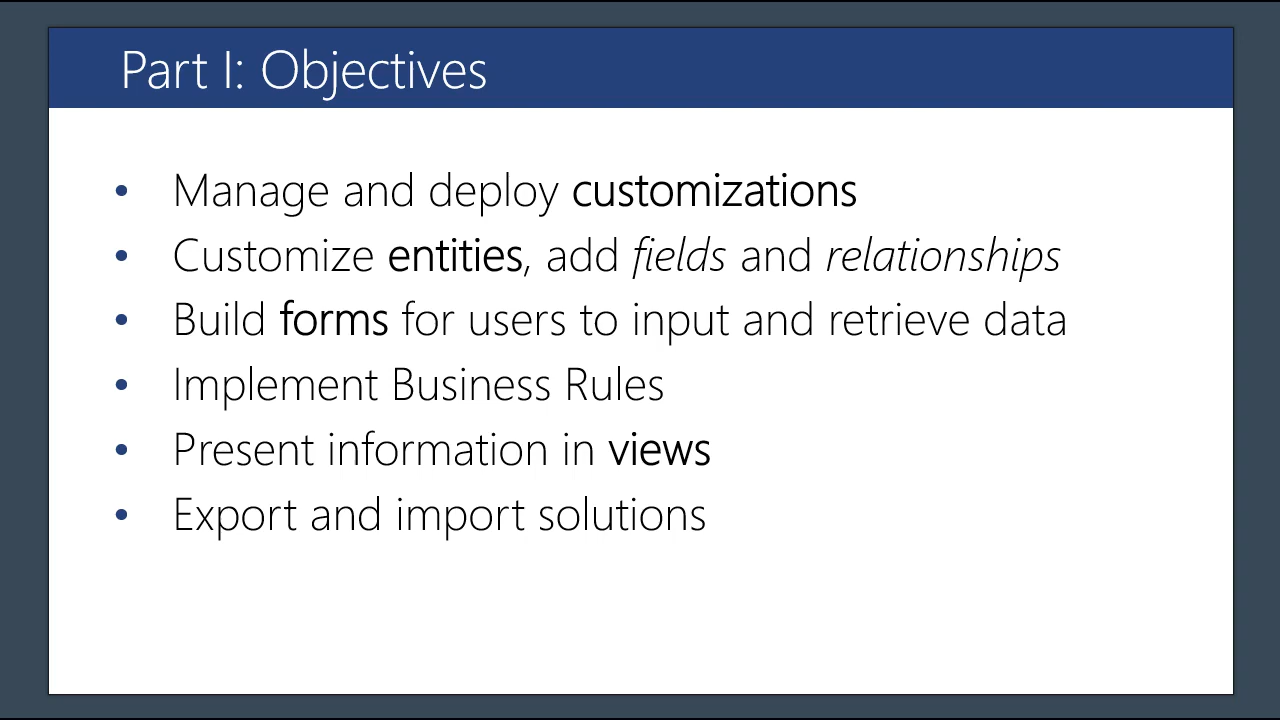 Part I: Objectives
• Manage and deploy customizations
• Customize entities, add fields and relationships
• Build forms for users to input and retrieve data
• Implement Business Rules
• Present information in views
• Export and import solutions